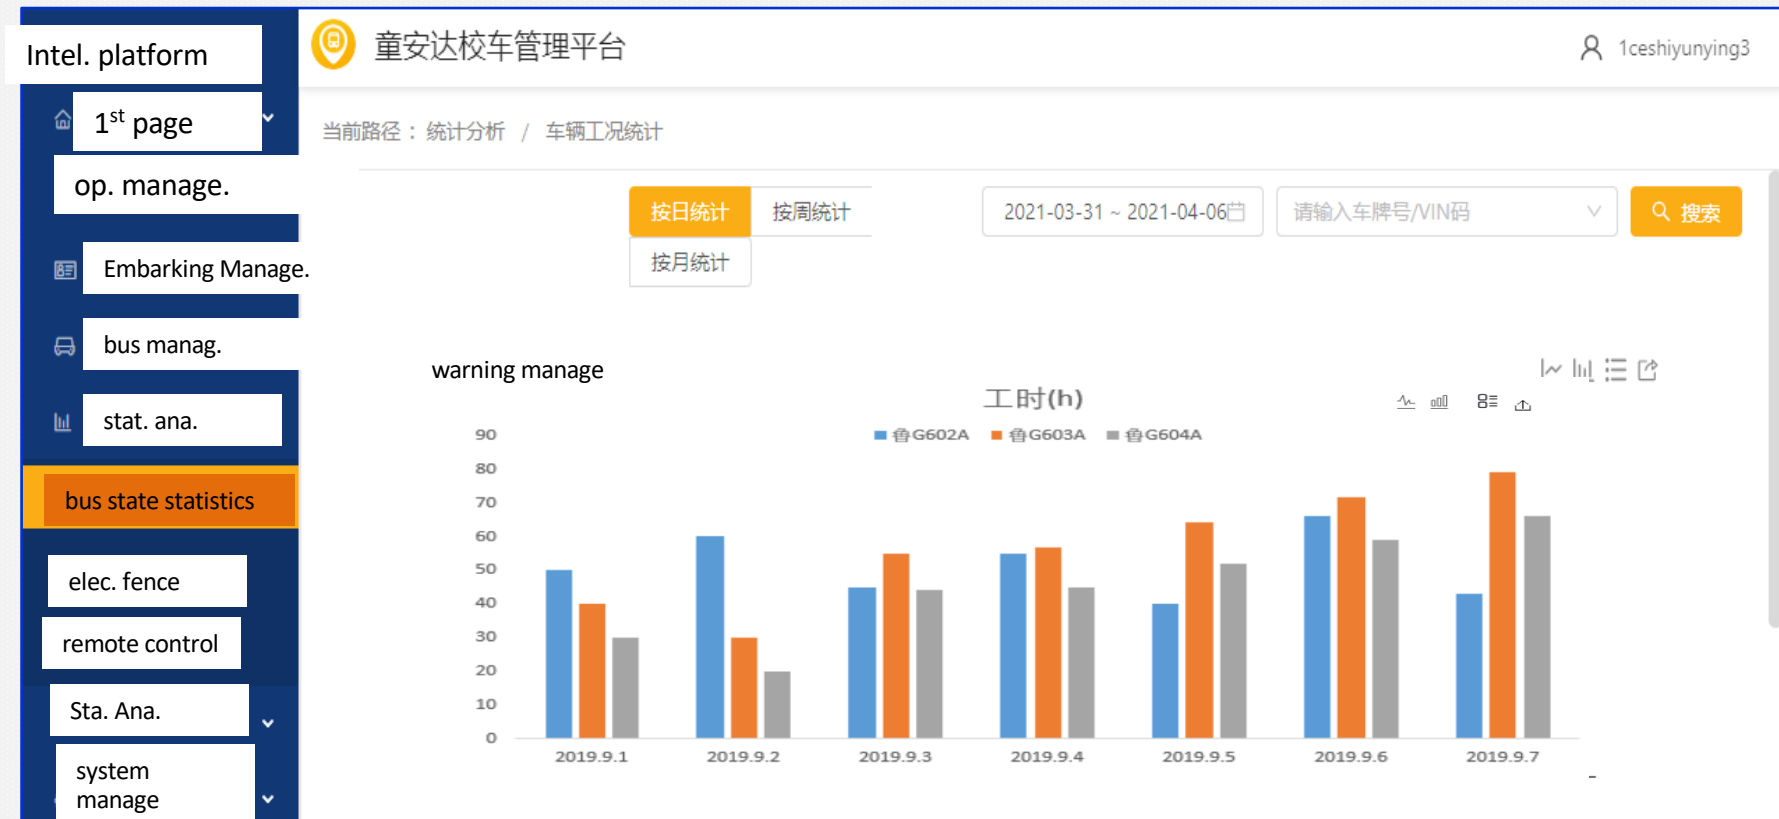 Intel. platform
童安达校车管理平台
1ceshiyunying3
1st page
当前路径：统计分析 / 车辆工况统计
op. manage.
按日统计 按周统计 2021-03-31 ~ 2021-04-06 请输入车牌号/VIN码 搜索
按月统计
Embarking Manage.
bus manag.
stat. ana.
bus state statistics
elec. fence
remote control
Sta. Ana.
system
manage
warning manage
工时(h)
鲁G602A 鲁G603A 鲁G604A
90
80
70
60
50
40
30
20
10
0
2019.9.1 2019.9.2 2019.9.3 2019.9.4 2019.9.5 2019.9.6 2019.9.7